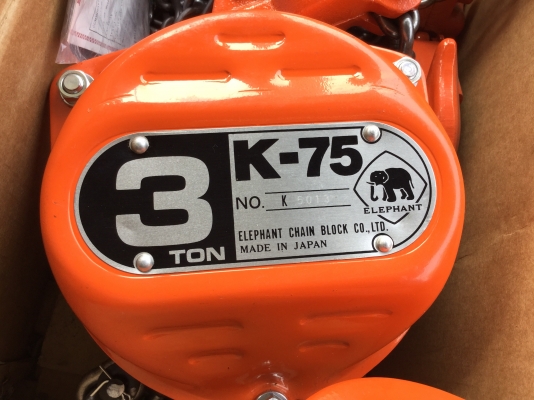 3
TON
K-75
NO. K
ELEPHANT
ELEPHANT CHAIN BLOCK CO., LTD.
MADE IN JAPAN